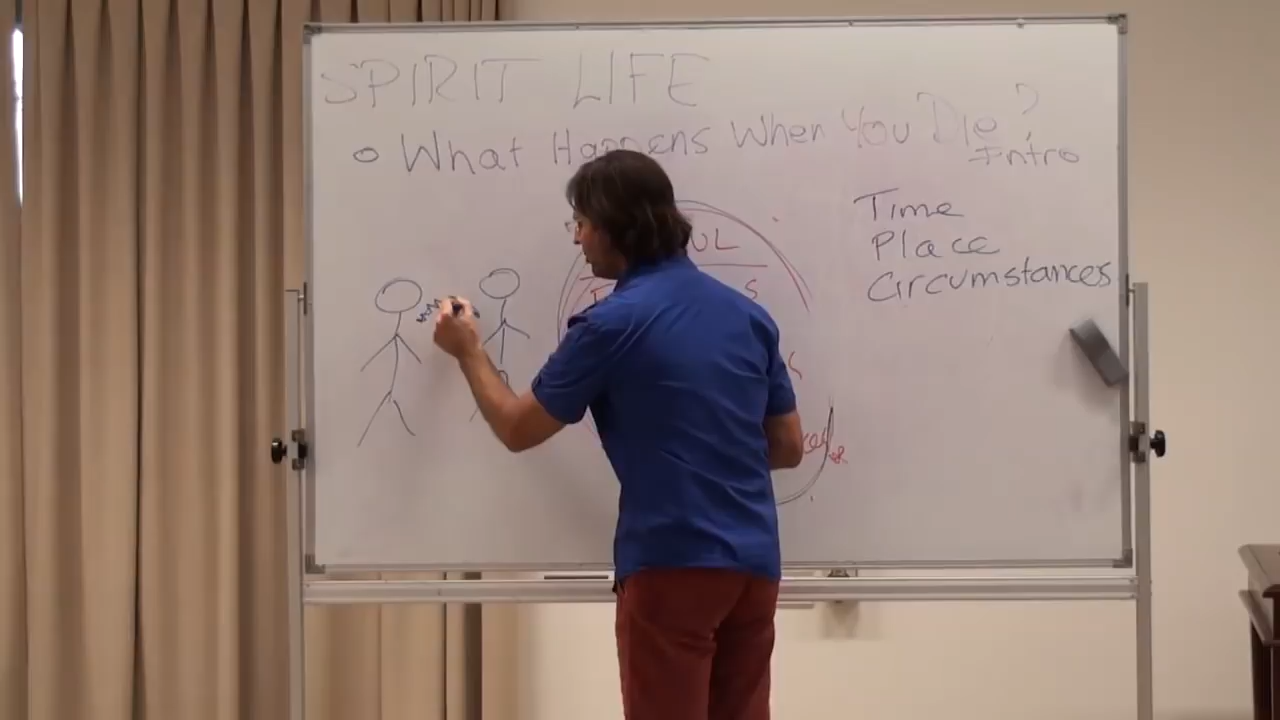 SPIRIT LIFE
What Happens When You Die?
Intro
Time
Place
Circumstances